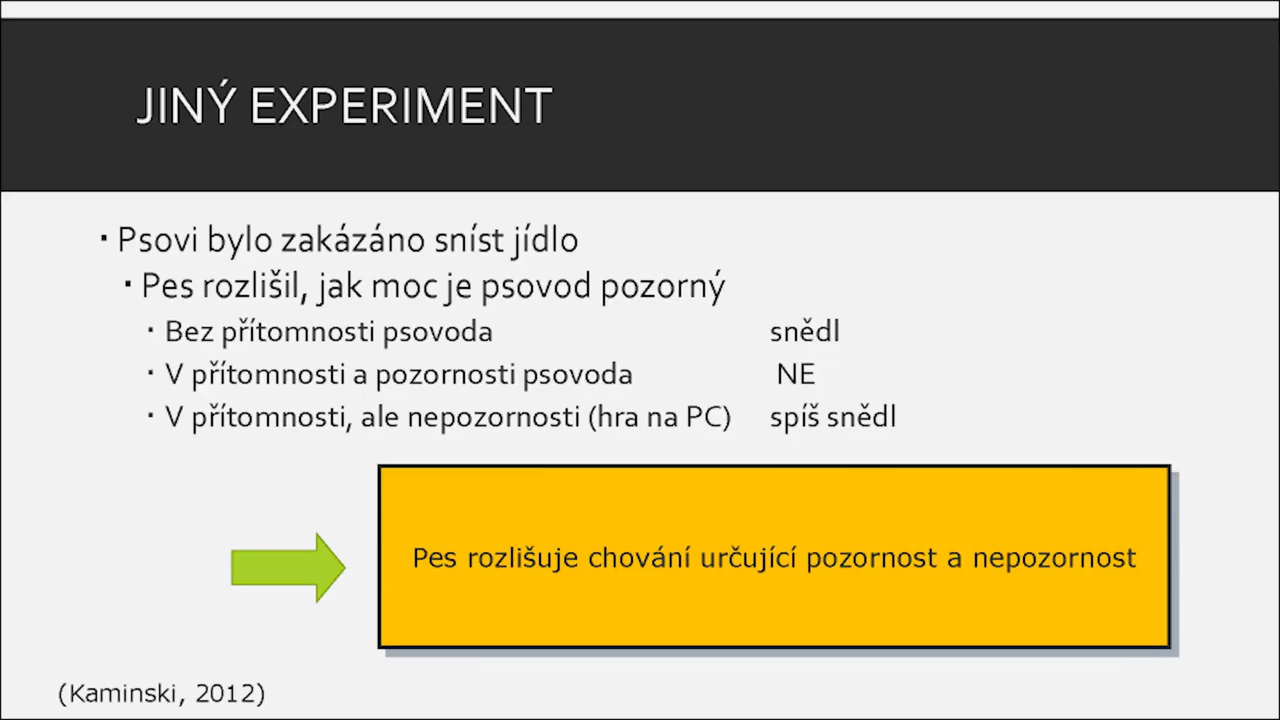 JINÝ EXPERIMENT
▪ Psovi bylo zakázáno sníst jídlo
▪ Pes rozlišil, jak moc je psovod pozorný
▪ Bez přítomnosti psovoda snědl
▪ V přítomnosti a pozornosti psovoda NE
▪ V přítomnosti, ale nepozornosti (hra na PC) spíš snědl
Pes rozlišuje chování určující pozornost a nepozornost
(Kaminski, 2012)